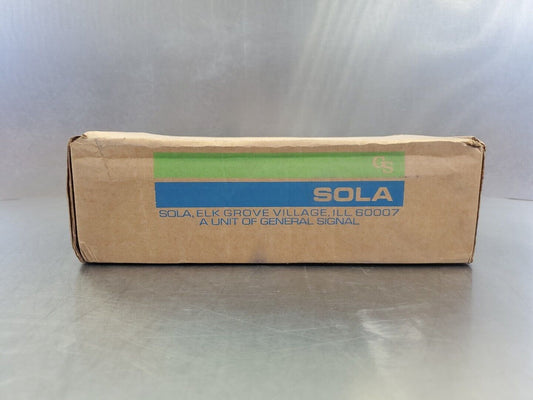 GS
SOLA
SOLA, ELK GROVE VILLAGE, ILL. 60007
A UNIT OF GENERAL SIGNAL